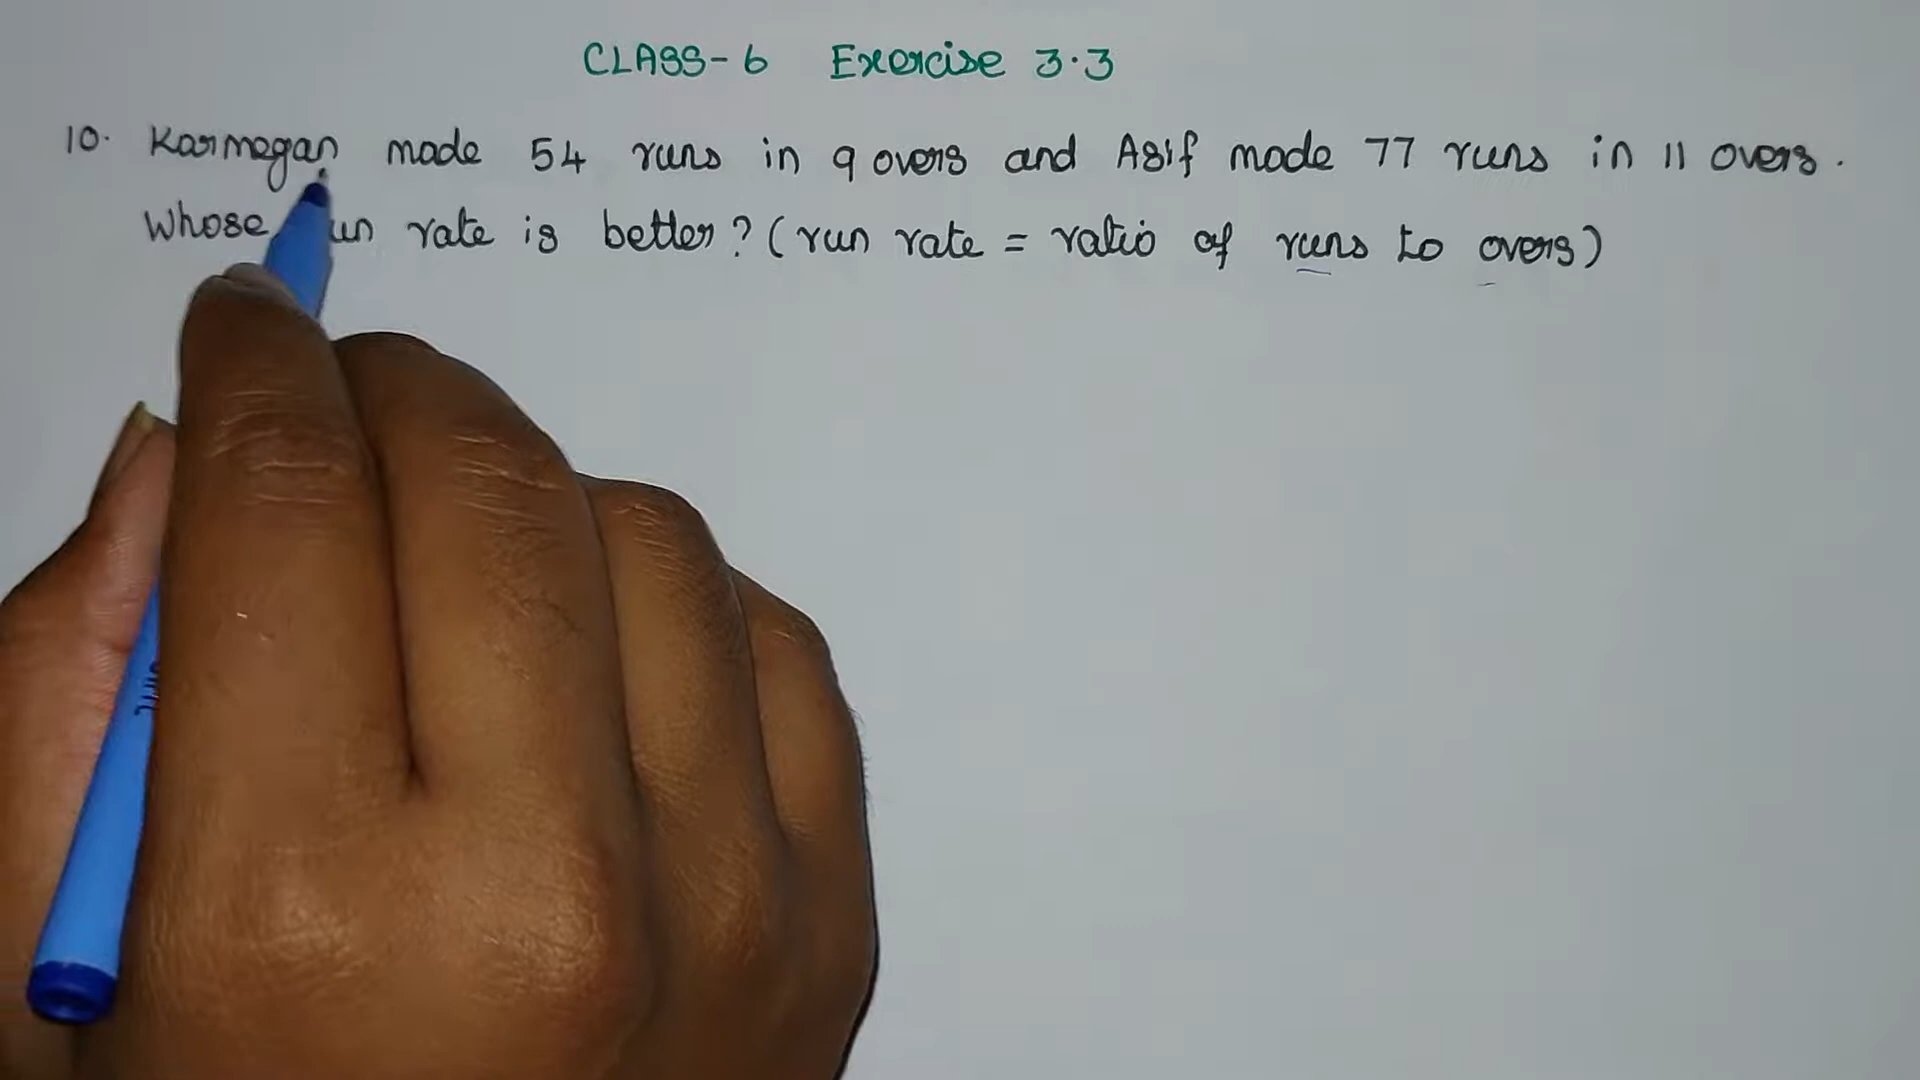 CLASS-6 Exercise 3.3
10. Karmegan made 54 runs in 9 overs and Asif made 77 runs in 11 overs.
Whose run rate is better? (run rate = ratio of runs to overs)